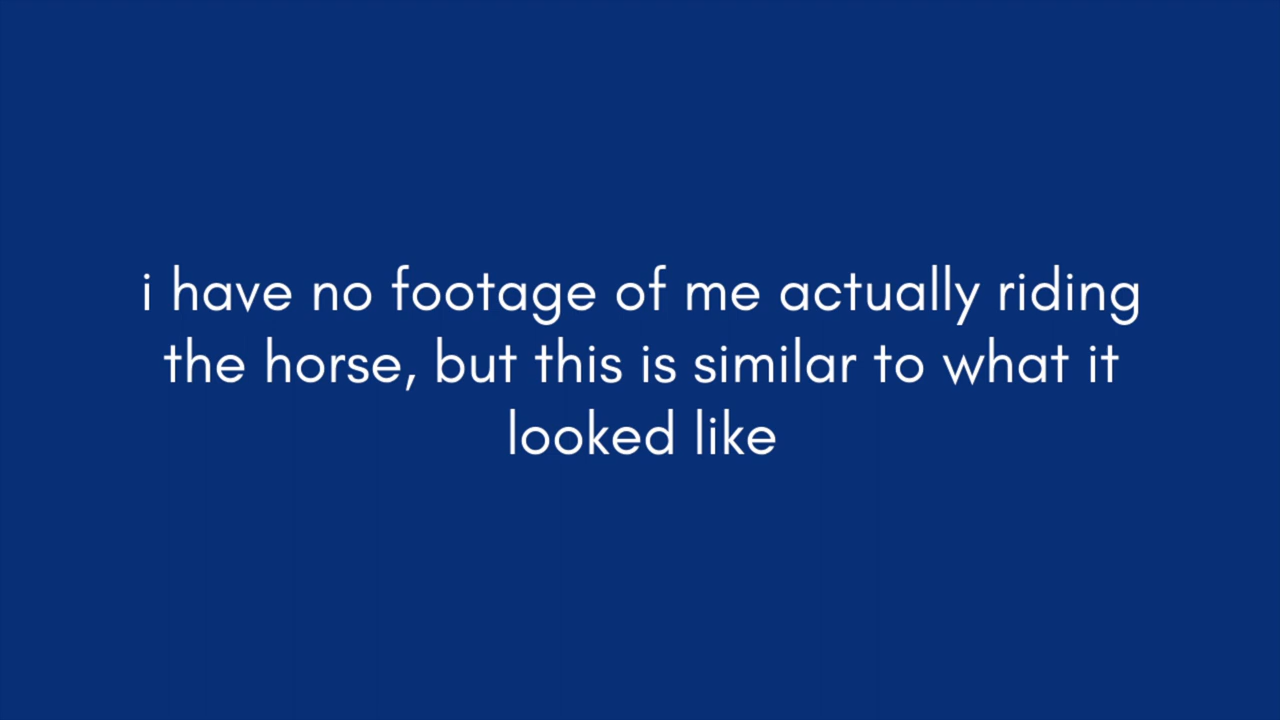 i have no footage of me actually riding
the horse, but this is similar to what it
looked like